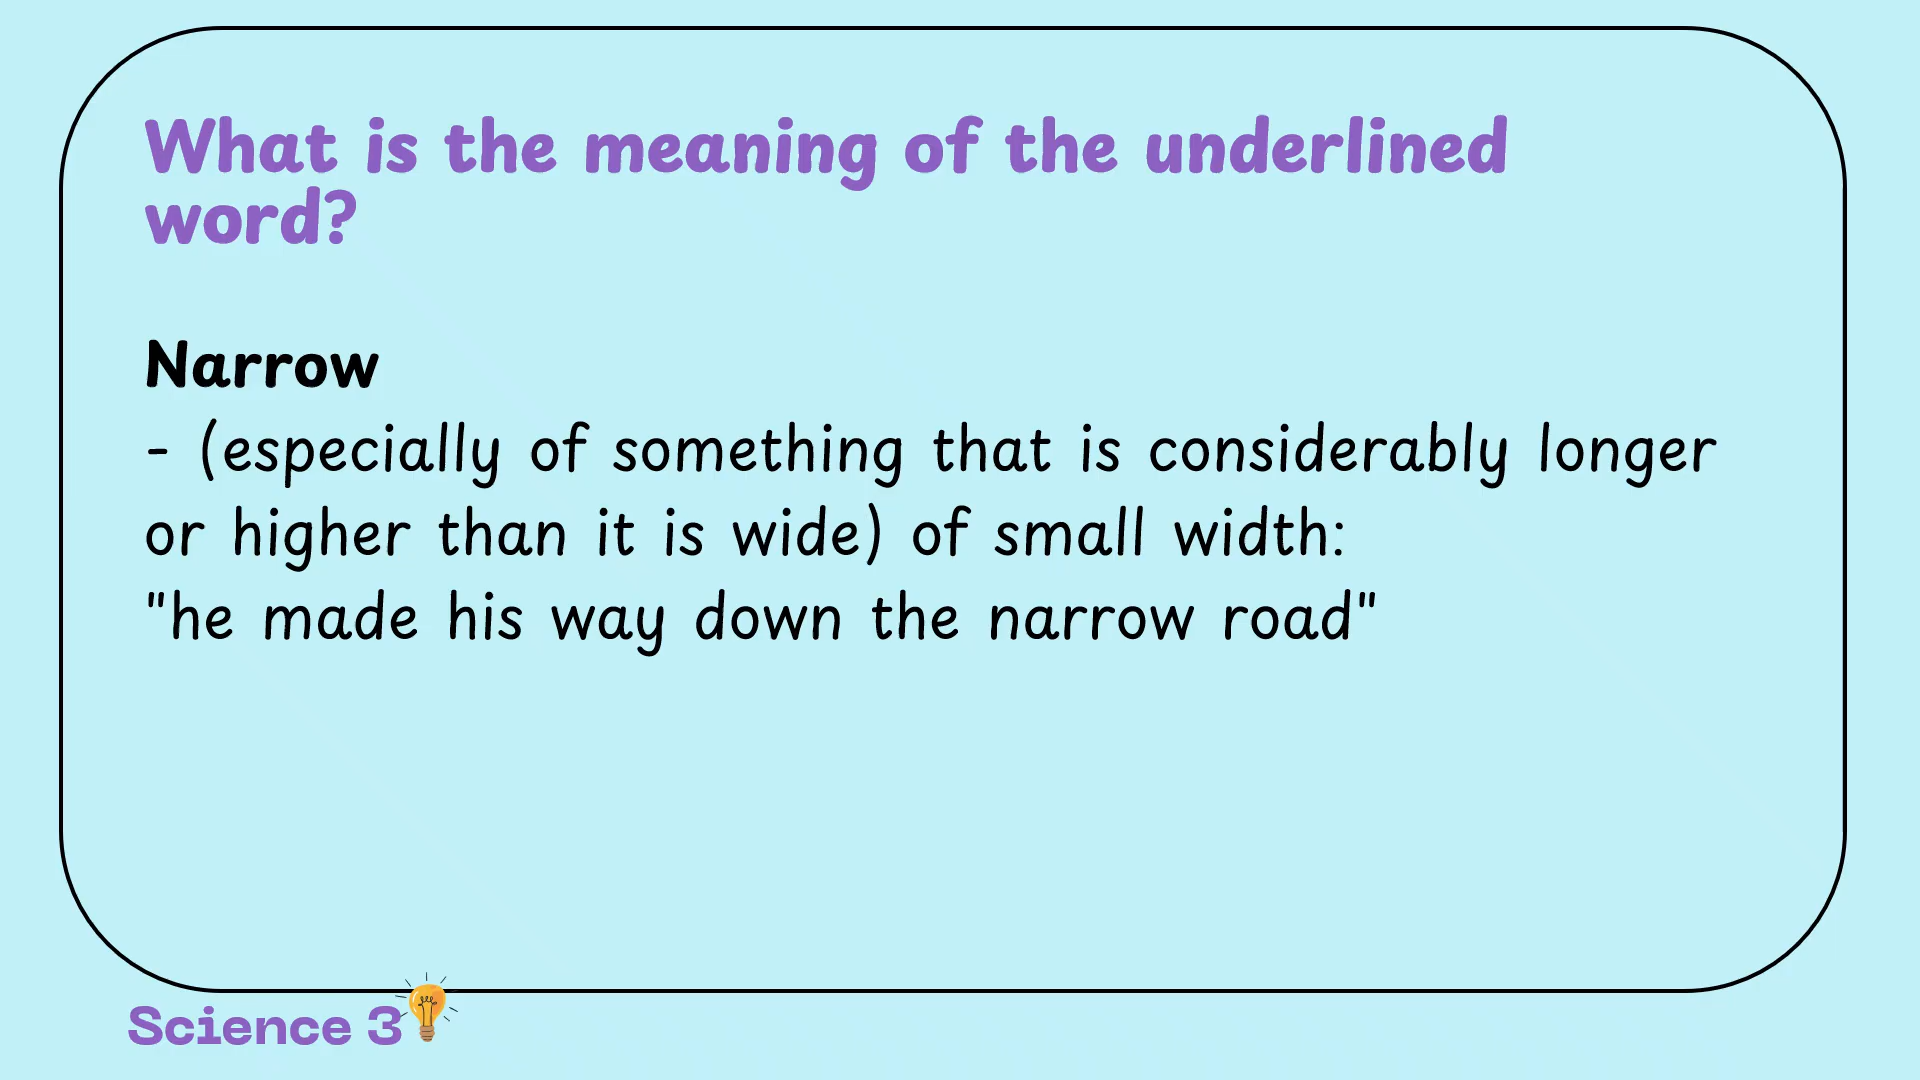 What is the meaning of the underlined
word?
Narrow
- (especially of something that is considerably longer
or higher than it is wide) of small width:
"he made his way down the narrow road"
Science 3